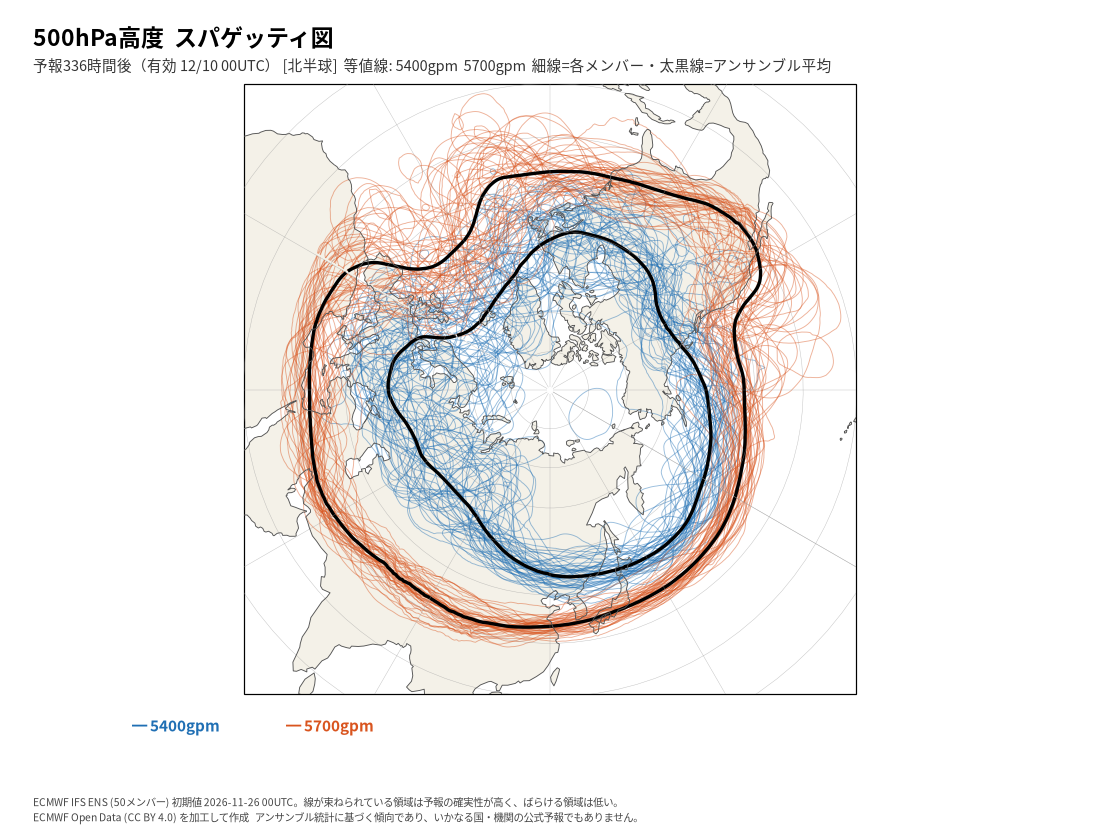 500hPa高度 スパゲッティ図
予報336時間後（有効 12/10 00UTC） [北半球] 等値線: 5400gpm 5700gpm 細線=各メンバー・太黒線=アンサンブル平均
5400gpm 5700gpm
ECMWF IFS ENS (50メンバー) 初期値 2026-11-26 00UTC。線が束ねられている領域は予報の確実性が高く、ばらける領域は低い。
ECMWF Open Data (CC BY 4.0) を加工して作成 アンサンブル統計に基づく傾向であり、いかなる国・機関の公式予報でもありません。